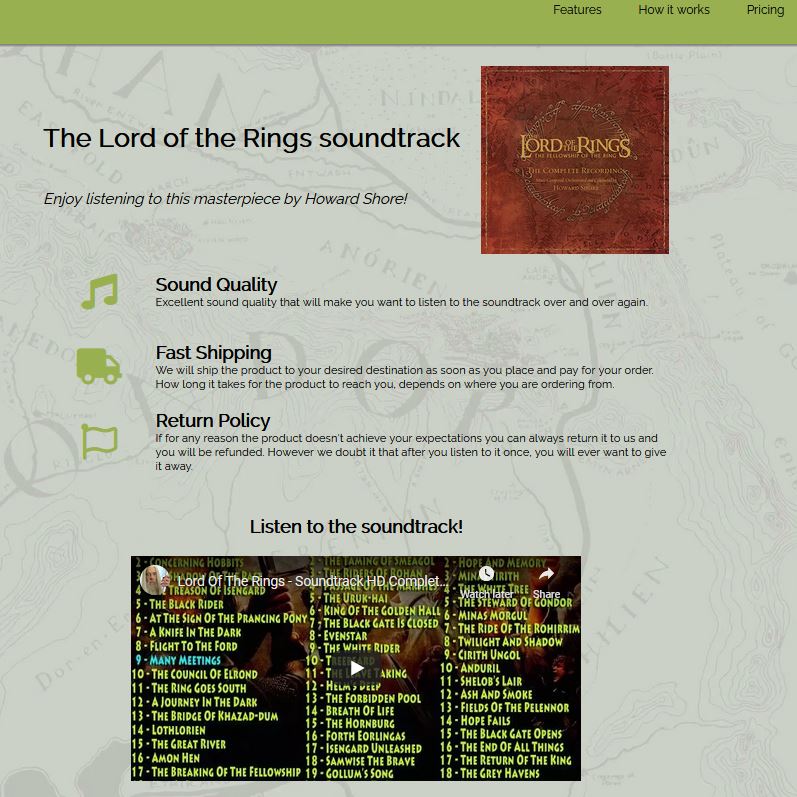 Features How it works Pricing
The Lord of the Rings soundtrack
THE LORD OF THE RINGS
THE FELLOWSHIP OF THE RING
THE COMPLETE RECORDINGS
HOWARD SHORE
Enjoy listening to this masterpiece by Howard Shore!
Sound Quality
Excellent sound quality that will make you want to listen to the soundtrack over and over again.
Fast Shipping
We will ship the product to your desired destination as soon as you place and pay for your order.
How long it takes for the product to reach you, depends on where you are ordering from.
Return Policy
If for any reason the product doesn't achieve your expectations you can always return it to us and
you will be refunded. However we doubt it that after you listen to it once, you will ever want to give
it away.
Listen to the soundtrack!
Lord Of The Rings - Soundtrack HD Complet...
Watch later
Share
2 - CONCERNING HOBBITS
TREASON OF ISENGARD
5 - THE BLACK RIDER
6 - AT THE SIGN OF THE PRANCING PONY
7 - A KNIFE IN THE DARK
8 - FLIGHT TO THE FORD
9 - MANY MEETINGS
10 - THE COUNCIL OF ELROND
11 - THE RING GOES SOUTH
12 - A JOURNEY IN THE DARK
13 - THE BRIDGE OF KHAZAD-DUM
14 - LOTHLORIEN
15 - THE GREAT RIVER
16 - AMON HEN
17 - THE BREAKING OF THE FELLOWSHIP
2 - THE TAMING OF SMEAGOL
THE RIDERS OF ROHAN
PASSAGE OF THE MARSHES
5 - THE URUK-HAI
6 - KING OF THE GOLDEN HALL
7 - THE BLACK GATE IS CLOSED
8 - EVENSTAR
9 - THE WHITE RIDER
10 - TREEBEARD
11 - THE LEAVE TAKING
12 - HELM'S DEEP
13 - THE FORBIDDEN POOL
14 - BREATH OF LIFE
15 - THE HORNBURG
16 - FORTH EORLINGAS
17 - ISENGARD UNLEASHED
18 - SAMWISE THE BRAVE
19 - GOLLUM'S SONG
2 - HOPE AND MEMORY
MINAS TIRITH
4 - THE WHITE TREE
5 - THE STEWARD OF GONDOR
6 - MINAS MORGUL
7 - THE RIDE OF THE ROHIRRIM
8 - TWILIGHT AND SHADOW
9 - CIRITH UNGOL
10 - ANDURIL
11 - SHELOB'S LAIR
12 - ASH AND SMOKE
13 - FIELDS OF THE PELENNOR
14 - HOPE FAILS
15 - THE BLACK GATE OPENS
16 - THE END OF ALL THINGS
17 - THE RETURN OF THE KING
18 - THE GREY HAVENS
ANÓRIEN